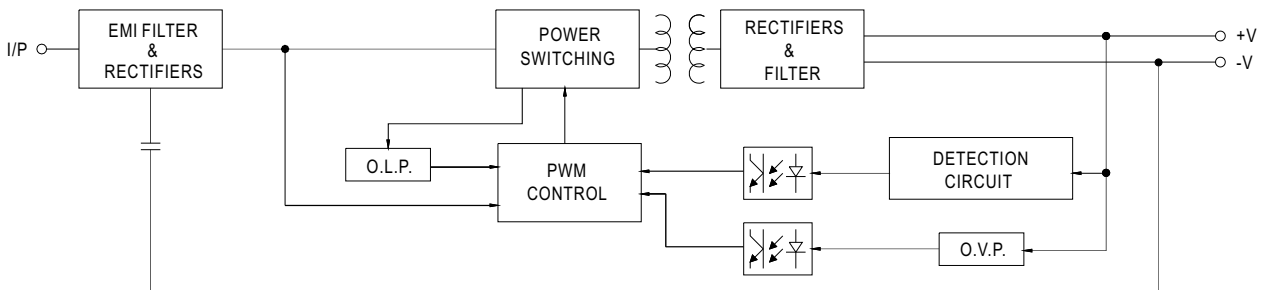 I/P
EMI FILTER
&
RECTIFIERS
POWER
SWITCHING
RECTIFIERS
&
FILTER
+V
-V
O.L.P.
PWM
CONTROL
DETECTION
CIRCUIT
O.V.P.